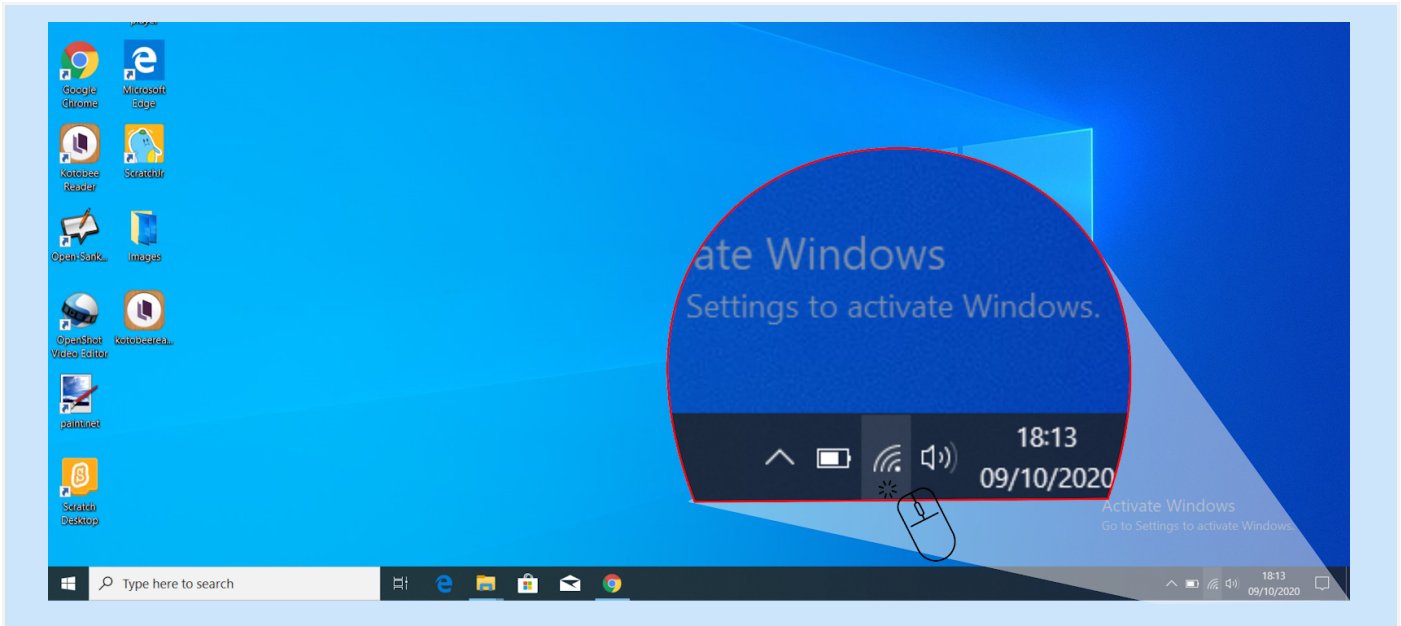 player
Google
Chrome
Microsoft
Edge
Kotobee
Reader
ScratchJr
Open-Sank...
Images
OpenShot
Video Editor
kotobeerea...
paint.net
Scratch
Desktop
ate Windows
Settings to activate Windows.
18:13
09/10/2020
Activate Windows
Go to Settings to activate Windows.
Type here to search
18:13
09/10/2020